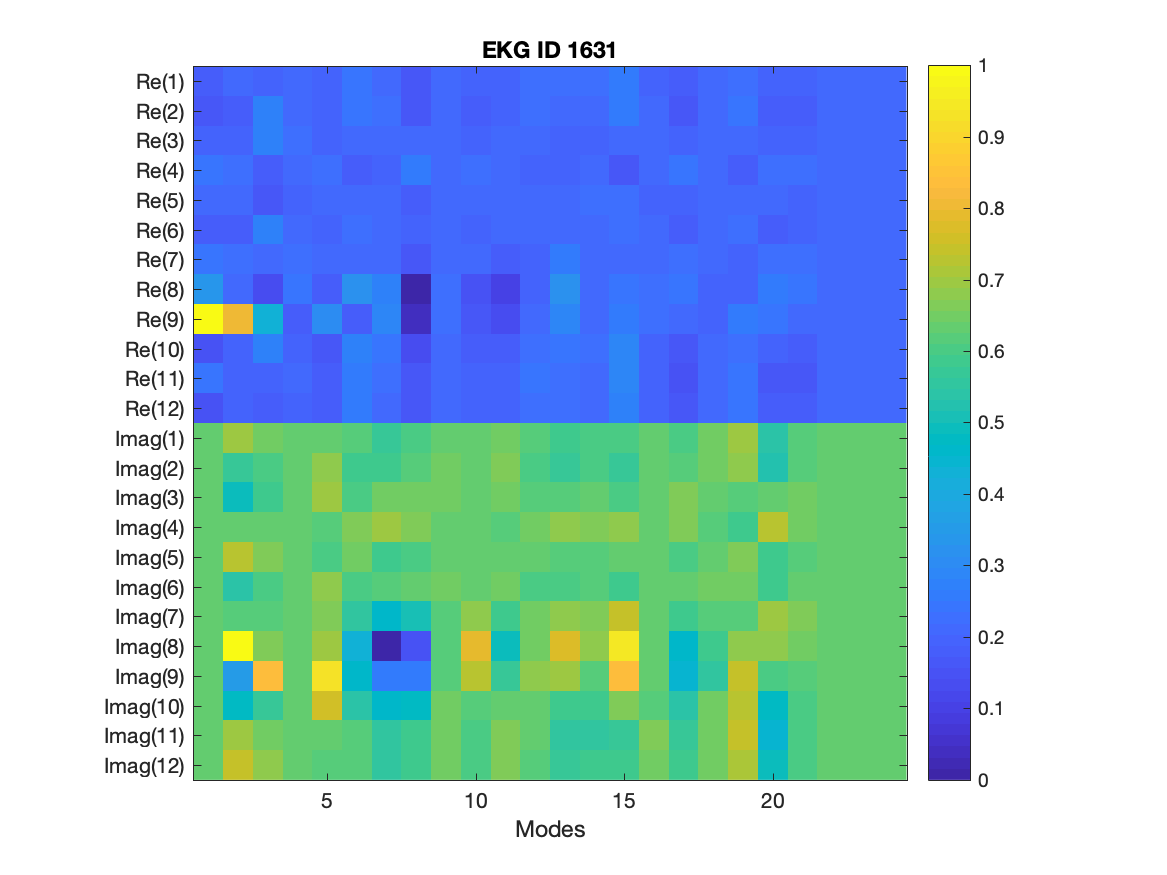 EKG ID 1631
Re(1)
Re(2)
Re(3)
Re(4)
Re(5)
Re(6)
Re(7)
Re(8)
Re(9)
Re(10)
Re(11)
Re(12)
Imag(1)
Imag(2)
Imag(3)
Imag(4)
Imag(5)
Imag(6)
Imag(7)
Imag(8)
Imag(9)
Imag(10)
Imag(11)
Imag(12)
5 10 15 20
Modes
1
0.9
0.8
0.7
0.6
0.5
0.4
0.3
0.2
0.1
0